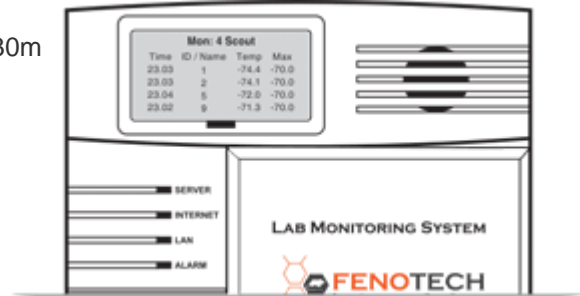 30m
Mon: 4 Scout
Time ID / Name Temp Max
23.03 1 -74.4 -70.0
23.03 2 -74.1 -70.0
23.04 5 -72.0 -70.0
23.02 9 -71.3 -70.0
SERVER
INTERNET
LAN
ALARM
LAB MONITORING SYSTEM
FENOTECH